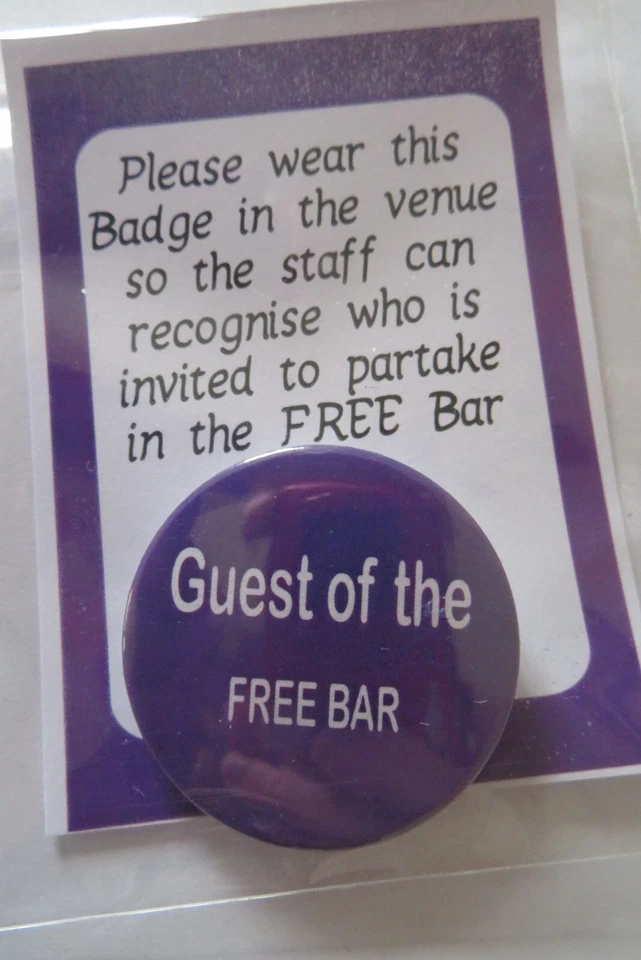 Please wear this
Badge in the venue
so the staff can
recognise who is
invited to partake
in the FREE Bar
Guest of the
FREE BAR